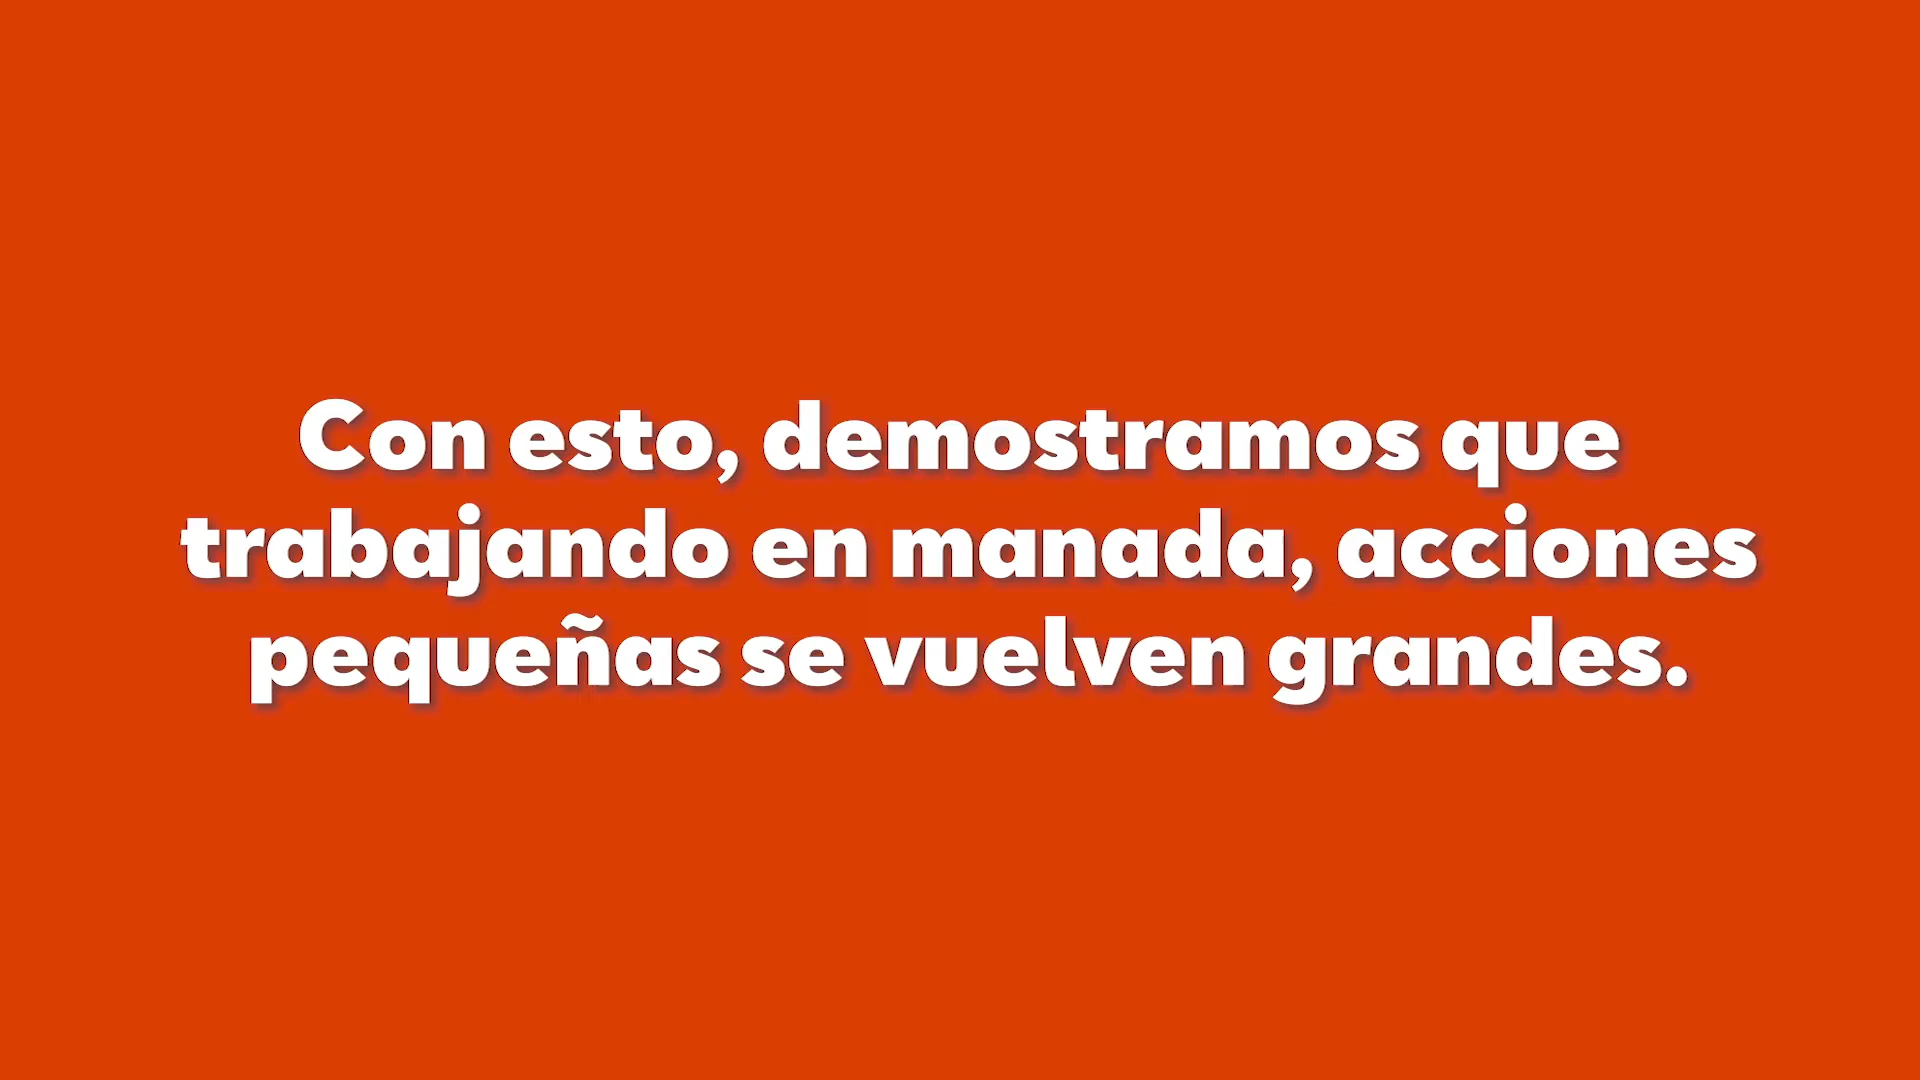 Con esto, demostramos que
trabajando en manada, acciones
pequeñas se vuelven grandes.